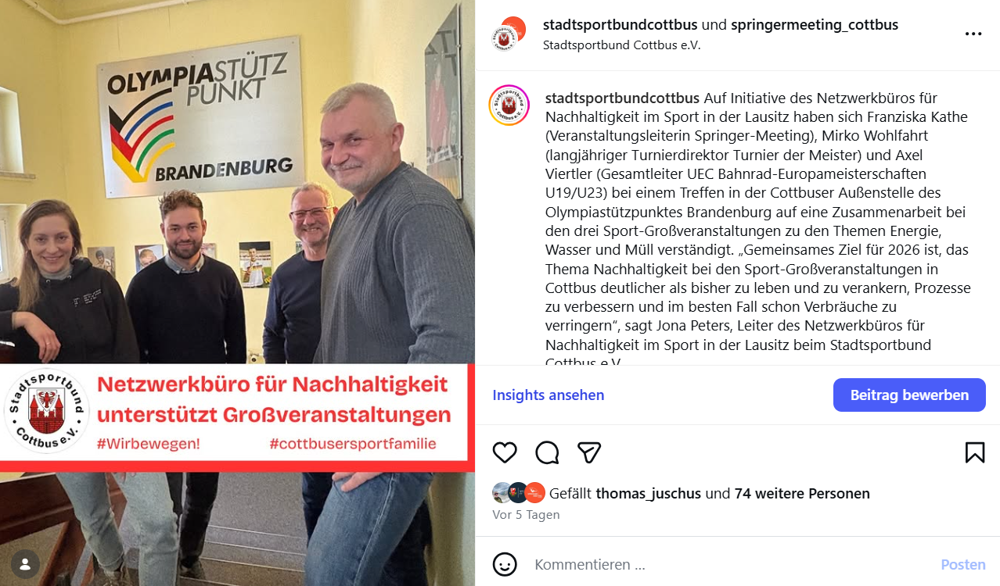 OLYMPIASTÜTZ
PUNKT
BRANDENBURG
Stadtsportbund
Cottbus e.V.
Netzwerkbüro für Nachhaltigkeit
unterstützt Großveranstaltungen
#Wirbewegen!
#cottbusersportfamilie
stadtsportbundcottbus und springermeeting_cottbus
Stadtsportbund Cottbus e.V.
stadtsportbundcottbus Auf Initiative des Netzwerkbüros für
Nachhaltigkeit im Sport in der Lausitz haben sich Franziska Kathe
(Veranstaltungsleiterin Springer-Meeting), Mirko Wohlfahrt
(langjähriger Turnierdirektor Turnier der Meister) und Axel
Viertler (Gesamtleiter UEC Bahnrad-Europameisterschaften
U19/U23) bei einem Treffen in der Cottbuser Außenstelle des
Olympiastützpunktes Brandenburg auf eine Zusammenarbeit bei
den drei Sport-Großveranstaltungen zu den Themen Energie,
Wasser und Müll verständigt. „Gemeinsames Ziel für 2026 ist, das
Thema Nachhaltigkeit bei den Sport-Großveranstaltungen in
Cottbus deutlicher als bisher zu leben und zu verankern, Prozesse
zu verbessern und im besten Fall schon Verbräuche zu
verringern“, sagt Jona Peters, Leiter des Netzwerkbüros für
Nachhaltigkeit im Sport in der Lausitz beim Stadtsportbund
Cottbus e.V.
Insights ansehen
Beitrag bewerben
Gefällt thomas_juschus und 74 weitere Personen
Vor 5 Tagen
Kommentieren ...
Posten